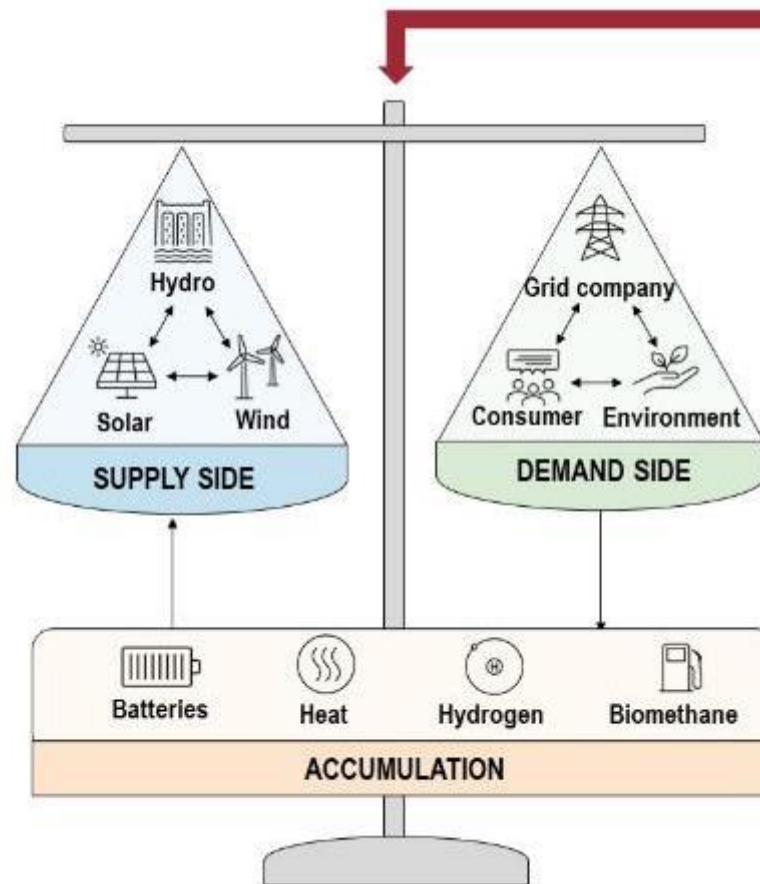 Hydro
Solar
Wind
SUPPLY SIDE
Grid company
Consumer
Environment
DEMAND SIDE
Batteries
Heat
H
Hydrogen
Biomethane
ACCUMULATION